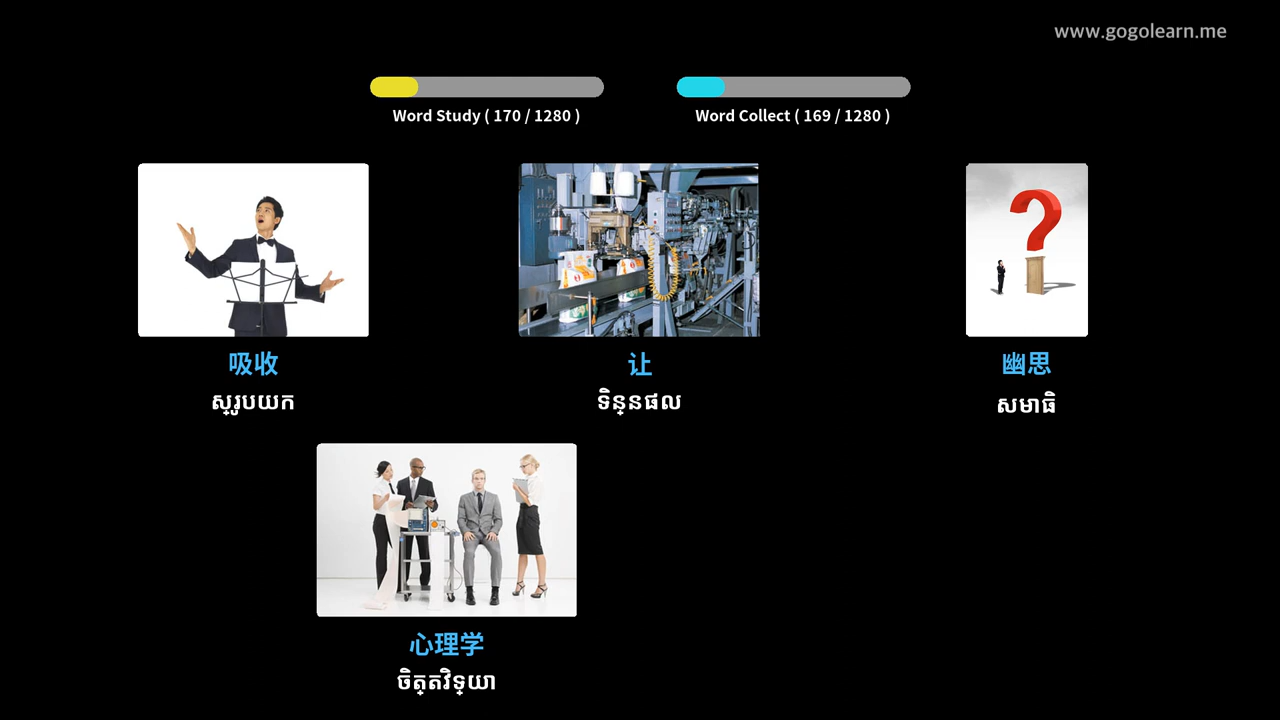 www.gogolearn.me
Word Study ( 170 / 1280 )
Word Collect ( 169 / 1280 )
吸收
ស្រូបយក
让
ទិន្នផល
幽思
សមាធិ
心理学
ចិត្តវិទ្យា